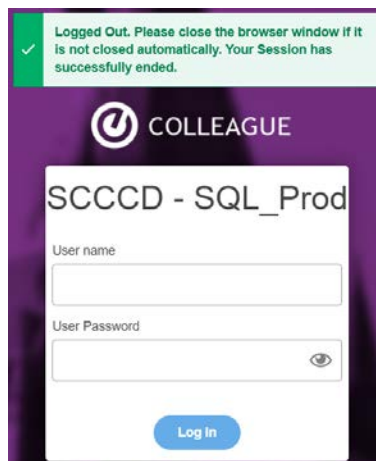 Logged Out. Please close the browser window if it
is not closed automatically. Your Session has
successfully ended.
COLLEAGUE
SCCCD - SQL_Prod
User name
User Password
Log In